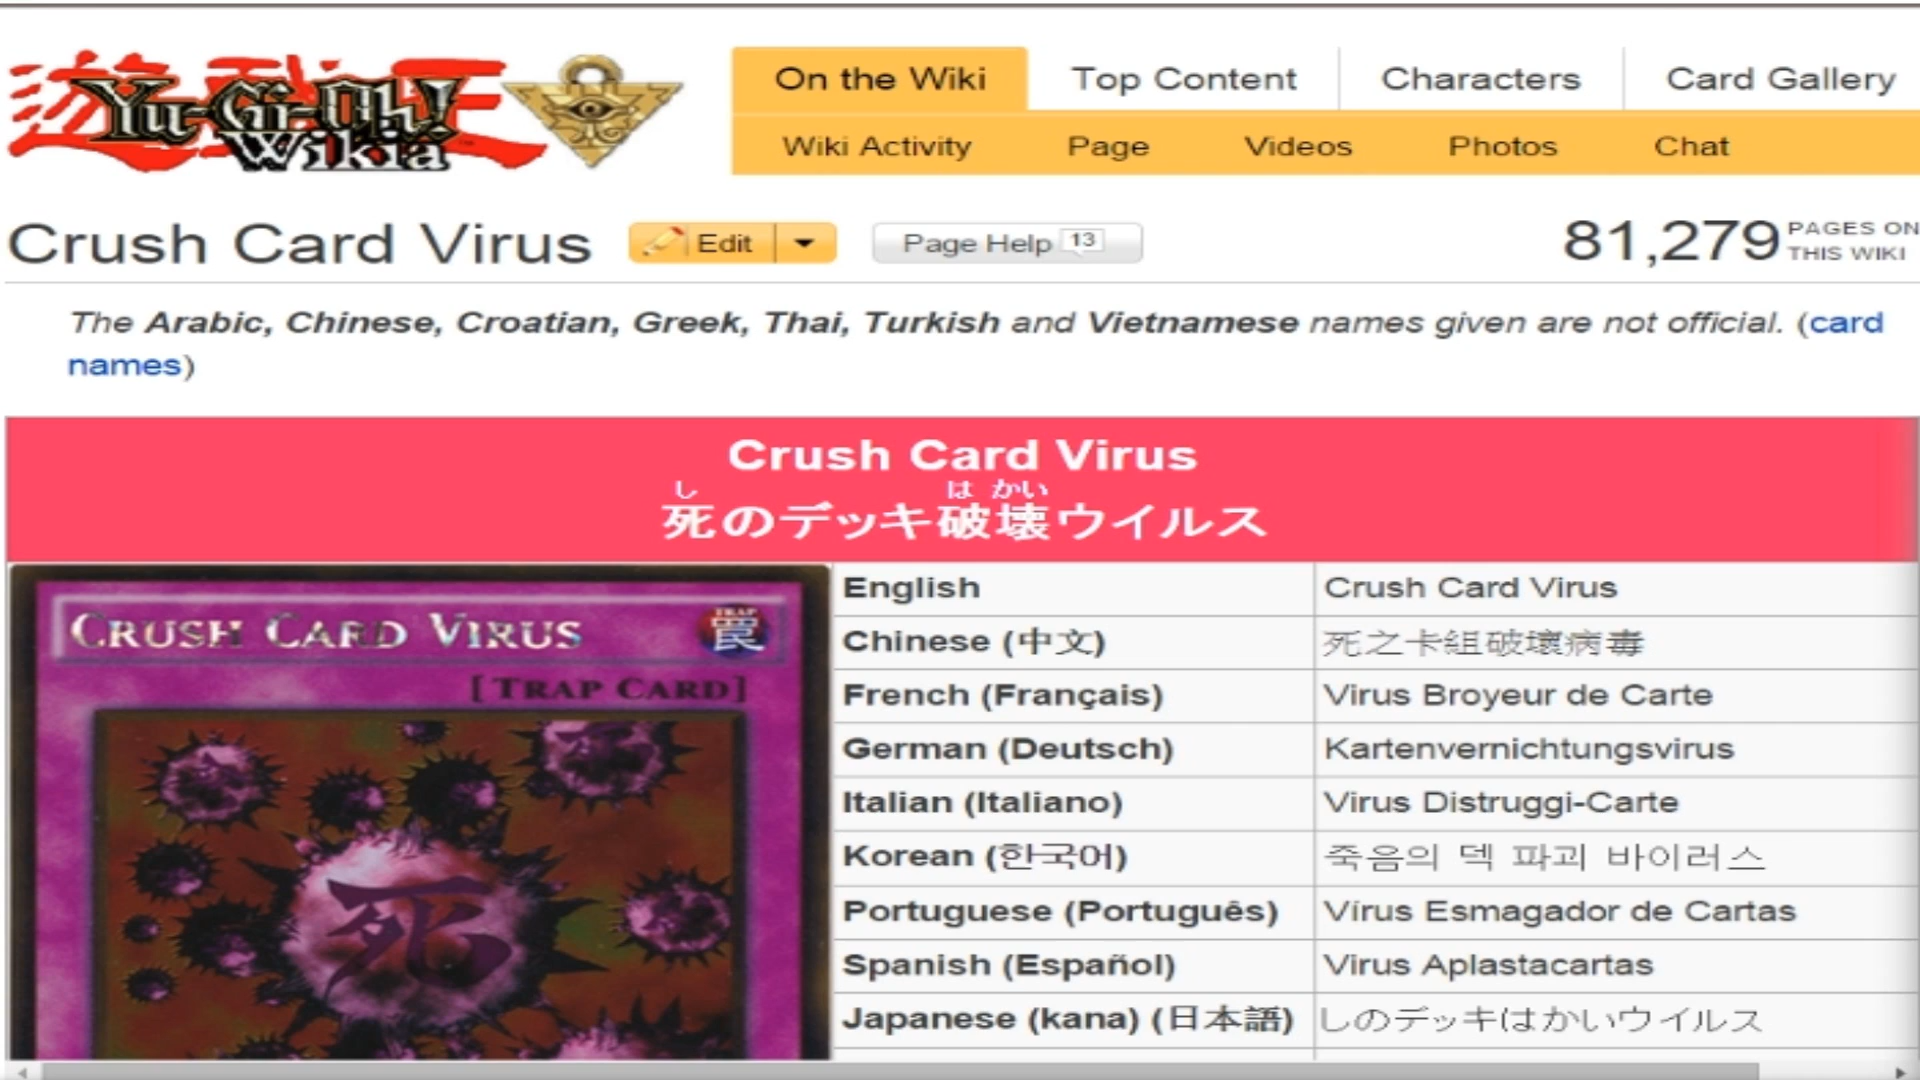 Yu-Gi-Oh!
Wikia
On the Wiki Top Content Characters Card Gallery
Wiki Activity Page Videos Photos Chat
Crush Card Virus Edit Page Help 13 81,279 PAGES ON THIS WIKI
The Arabic, Chinese, Croatian, Greek, Thai, Turkish and Vietnamese names given are not official. (card
names)
Crush Card Virus
し は かい
死のデッキ破壊ウイルス
CRUSH CARD VIRUS TRAP 罠
[TRAP CARD]
死
English Crush Card Virus
Chinese (中文) 死之卡組破壞病毒
French (Français) Virus Broyeur de Carte
German (Deutsch) Kartenvernichtungsvirus
Italian (Italiano) Virus Distruggi-Carte
Korean (한국어) 죽음의 덱 파괴 바이러스
Portuguese (Português) Vírus Esmagador de Cartas
Spanish (Español) Virus Aplastacartas
Japanese (kana) (日本語) しのデッキはかいウイルス